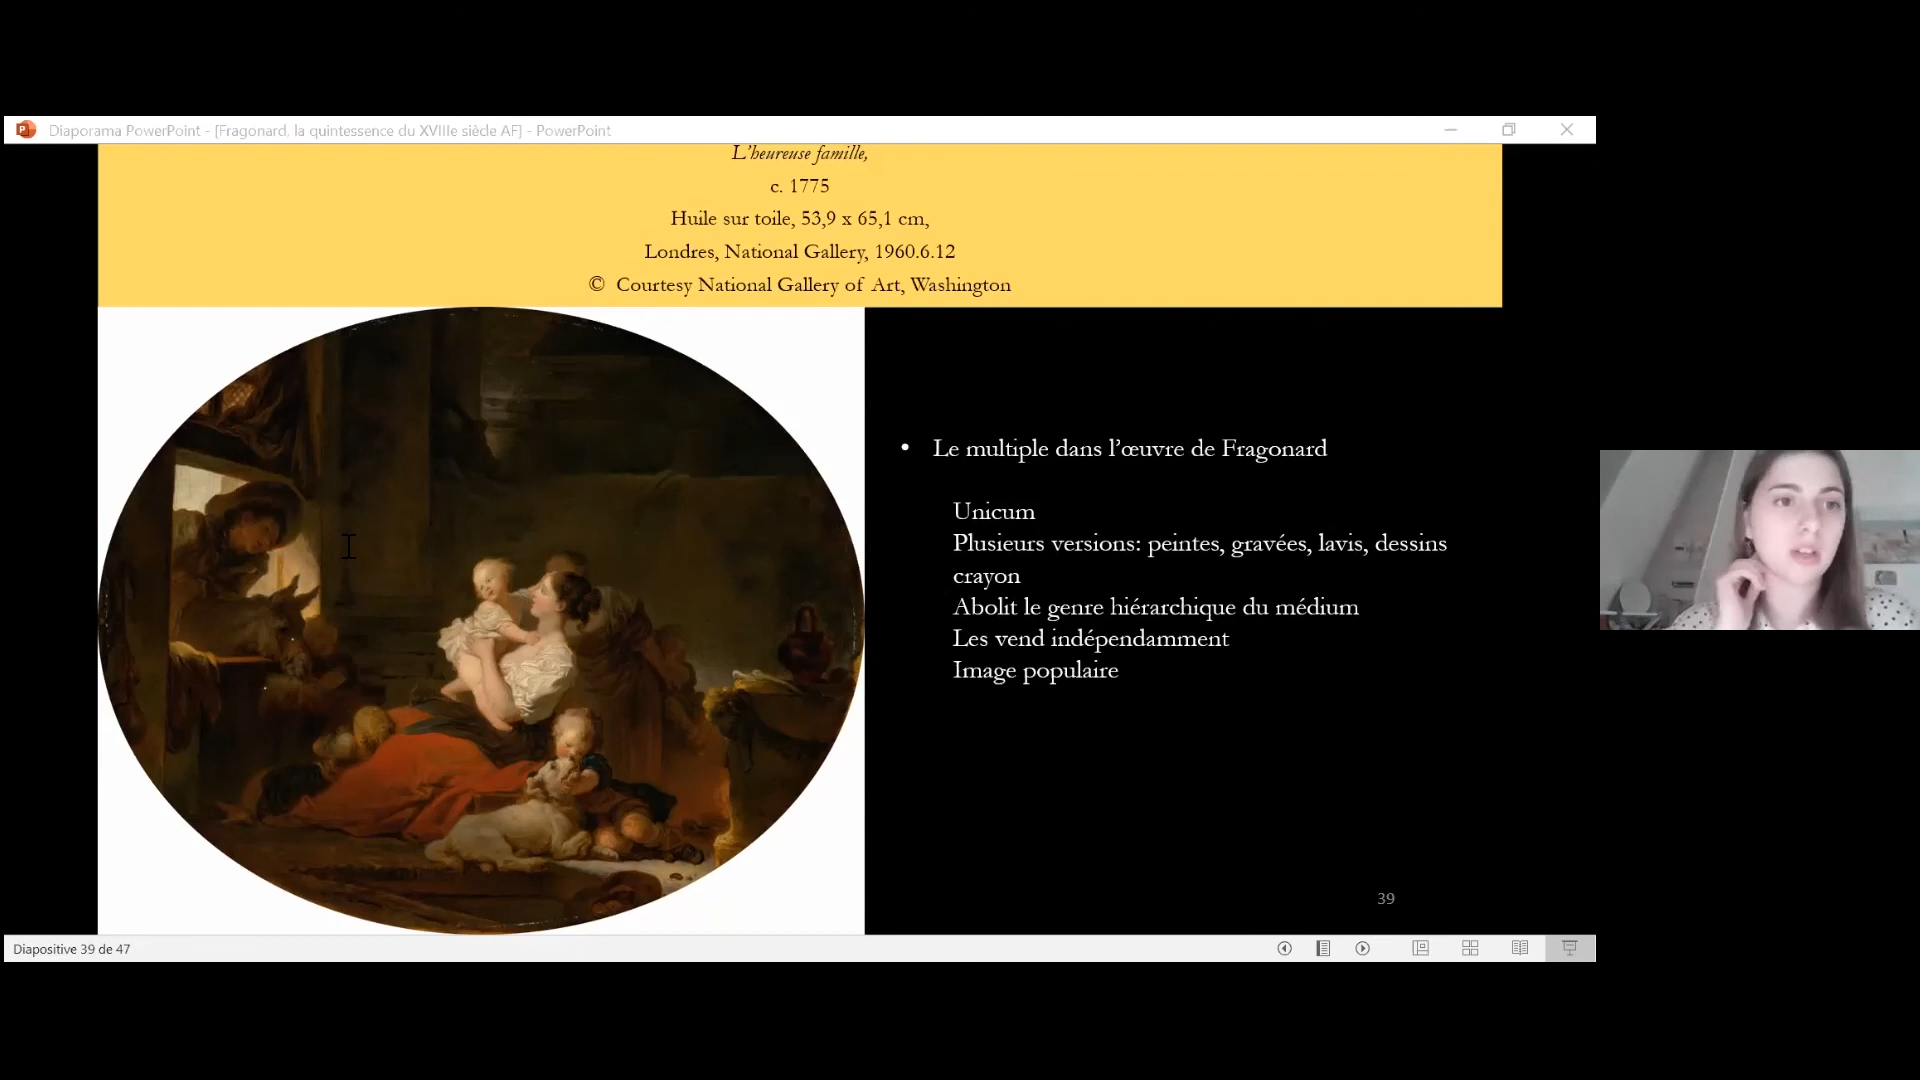 Diaporama PowerPoint - [Fragonard, la quintessence du XVIIIe siècle AF] - PowerPoint
L'heureuse famille,
c. 1775
Huile sur toile, 53,9 x 65,1 cm,
Londres, National Gallery, 1960.6.12
© Courtesy National Gallery of Art, Washington
• Le multiple dans l'œuvre de Fragonard
Unicum
Plusieurs versions: peintes, gravées, lavis, dessins
crayon
Abolit le genre hiérarchique du médium
Les vend indépendamment
Image populaire
39
Diapositive 39 de 47